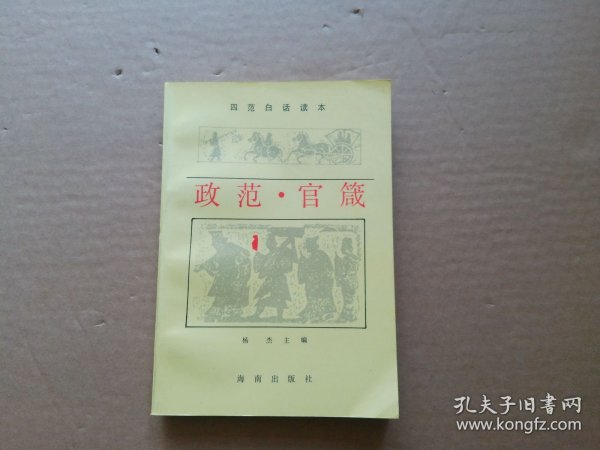 四范白话读本
政范·官箴
杨 杰主编
海南出版社
孔夫子旧书网
www.kongfz.com